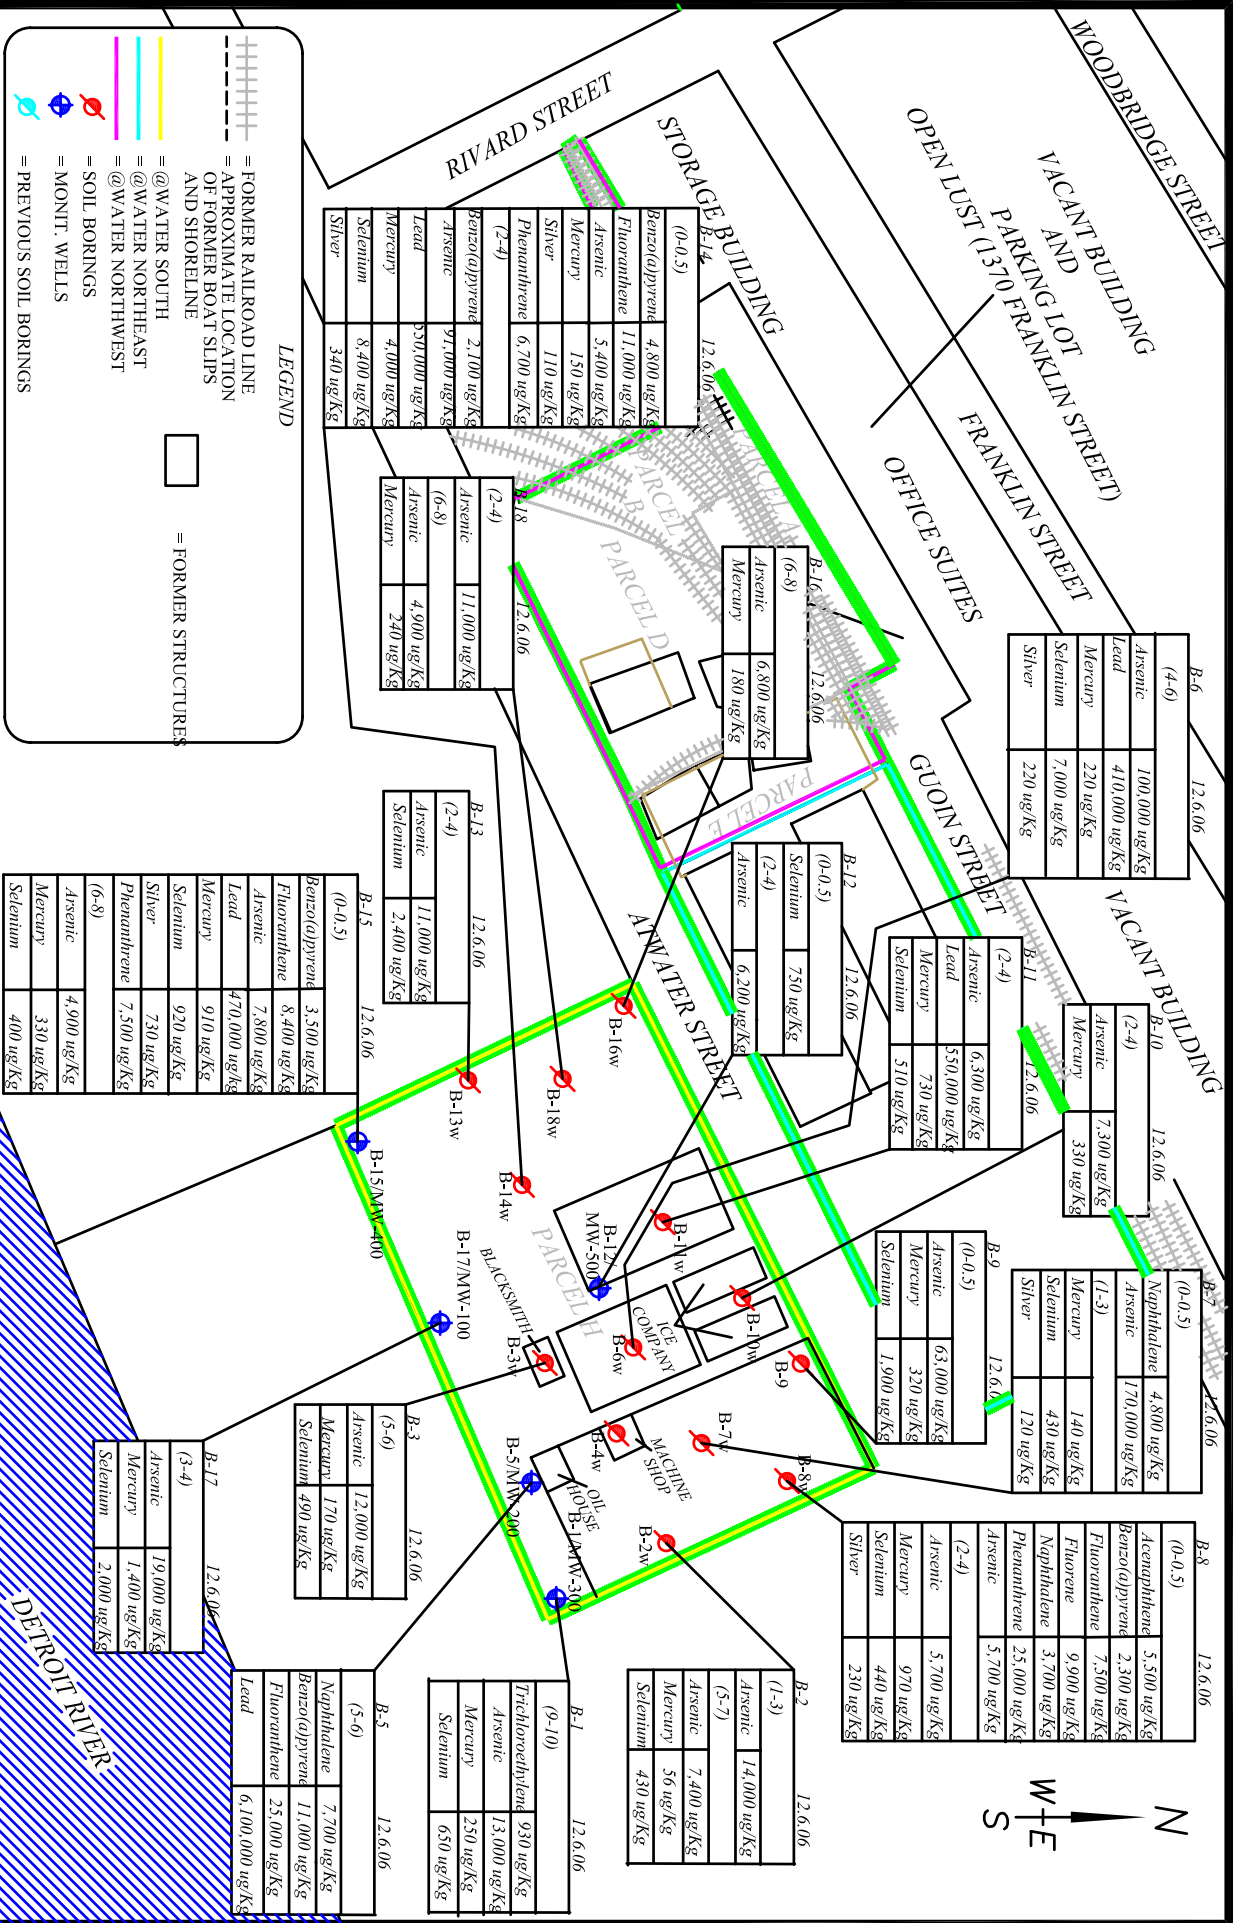 WOODBRIDGE STREET
VACANT BUILDING
AND
PARKING LOT
OPEN LUST (1370 FRANKLIN STREET)
FRANKLIN STREET
OFFICE SUITES
STORAGE BUILDING
RIVARD STREET
GUOIN STREET
VACANT BUILDING
ATWATER STREET
DETROIT RIVER
PARCEL A
PARCEL B
PARCEL D
PARCEL E
PARCEL H
N
W+E
S
B-6 12.6.06
(4-6)
Arsenic 100,000 ug/Kg
Lead 410,000 ug/Kg
Mercury 220 ug/Kg
Selenium 7,000 ug/Kg
Silver 220 ug/Kg
B-14 12.6.06
(0-0.5)
Benzo(a)pyrene 4,800 ug/Kg
Fluoranthene 11,000 ug/Kg
Arsenic 5,400 ug/Kg
Mercury 150 ug/Kg
Silver 110 ug/Kg
Phenanthrene 6,700 ug/Kg
(2-4)
Benzo(a)pyrene 2,100 ug/Kg
Arsenic 91,000 ug/Kg
Lead 550,000 ug/Kg
Mercury 4,000 ug/Kg
Selenium 8,400 ug/Kg
Silver 340 ug/Kg
B-16 12.6.06
(6-8)
Arsenic 6,800 ug/Kg
Mercury 180 ug/Kg
B-18 12.6.06
(2-4)
Arsenic 11,000 ug/Kg
(6-8)
Arsenic 4,900 ug/Kg
Mercury 240 ug/Kg
B-12 12.6.06
(0-0.5)
Selenium 750 ug/Kg
(2-4)
Arsenic 6,200 ug/Kg
B-11 12.6.06
(2-4)
Arsenic 6,300 ug/Kg
Lead 550,000 ug/Kg
Mercury 730 ug/Kg
Selenium 510 ug/Kg
B-10 12.6.06
(2-4)
Arsenic 7,300 ug/Kg
Mercury 330 ug/Kg
B-13 12.6.06
(2-4)
Arsenic 11,000 ug/Kg
Selenium 2,400 ug/Kg
B-15 12.6.06
(0-0.5)
Benzo(a)pyrene 3,500 ug/Kg
Fluoranthene 8,400 ug/Kg
Arsenic 7,800 ug/Kg
Lead 470,000 ug/kg
Mercury 910 ug/Kg
Selenium 920 ug/Kg
Silver 730 ug/Kg
Phenanthrene 7,500 ug/Kg
(6-8)
Arsenic 4,900 ug/Kg
Mercury 330 ug/Kg
Selenium 400 ug/Kg
B-9 12.6.0
(0-0.5)
Arsenic 63,000 ug/Kg
Mercury 320 ug/Kg
Selenium 1,900 ug/Kg
B-7 12.6.06
(0-0.5)
Naphthalene 4,800 ug/Kg
Arsenic 170,000 ug/Kg
(1-3)
Mercury 140 ug/Kg
Selenium 430 ug/Kg
Silver 120 ug/Kg
B-8 12.6.06
(0-0.5)
Acenaphthene 5,500 ug/Kg
Benzo(a)pyrene 2,300 ug/Kg
Fluoranthene 7,500 ug/Kg
Fluorene 9,900 ug/Kg
Naphthalene 3,700 ug/Kg
Phenanthrene 25,000 ug/Kg
Arsenic 5,700 ug/Kg
(2-4)
Arsenic 5,700 ug/Kg
Mercury 970 ug/Kg
Selenium 440 ug/Kg
Silver 230 ug/Kg
B-3 12.6.06
(5-6)
Arsenic 12,000 ug/Kg
Mercury 170 ug/Kg
Selenium 490 ug/Kg
B-17 12.6.06
(3-4)
Arsenic 19,000 ug/Kg
Mercury 1,400 ug/Kg
Selenium 2,000 ug/Kg
B-2 12.6.06
(1-3)
Arsenic 14,000 ug/Kg
(5-7)
Arsenic 7,400 ug/Kg
Mercury 56 ug/Kg
Selenium 430 ug/Kg
B-1 12.6.06
(9-10)
Trichloroethylene 930 ug/Kg
Arsenic 13,000 ug/Kg
Mercury 250 ug/Kg
Selenium 650 ug/Kg
B-5 12.6.06
(5-6)
Naphthalene 7,700 ug/Kg
Benzo(a)pyrene 11,000 ug/Kg
Fluoranthene 25,000 ug/Kg
Lead 6,100,000 ug/Kg
B-16w
B-18w
B-13w
B-14w
B-15/MW-400
B-17/MW-100
B-12/
MW-500
B-11w
B-10w
B-9
B-6w
B-3w
B-4w
B-7w
B-8w
B-2w
B-5/MW-200
B-1/MW-300
BLACKSMITH
ICE
COMPANY
MACHINE
SHOP
OIL
HOUSE
LEGEND
= FORMER RAILROAD LINE
= APPROXIMATE LOCATION
OF FORMER BOAT SLIPS
AND SHORELINE
= @WATER SOUTH
= @WATER NORTHEAST
= @WATER NORTHWEST
= SOIL BORINGS
= MONIT. WELLS
= PREVIOUS SOIL BORINGS
= FORMER STRUCTURES